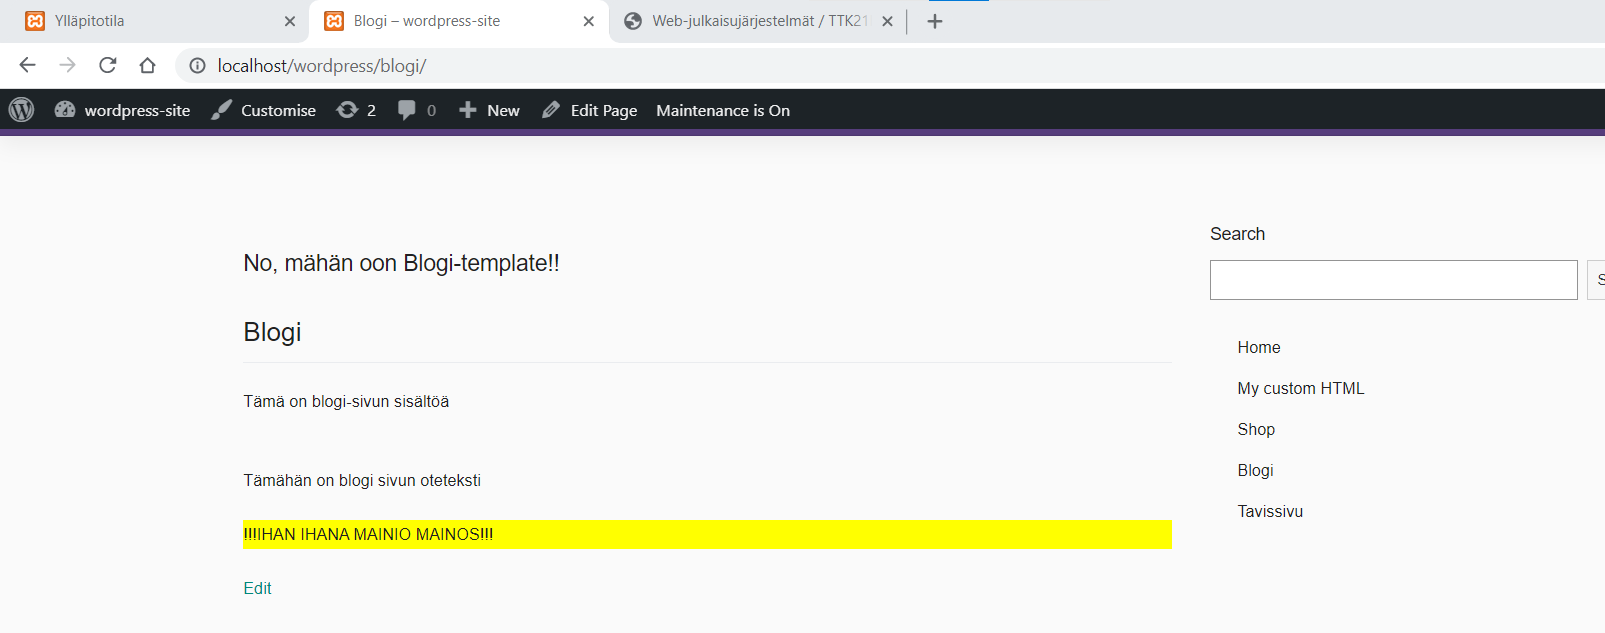 Ylläpitotila
Blogi – wordpress-site
Web-julkaisujärjestelmät / TTK21
localhost/wordpress/blogi/
wordpress-site Customise 2 0 New Edit Page Maintenance is On
Search
No, mähän oon Blogi-template!!
S
Blogi
Home
My custom HTML
Tämä on blogi-sivun sisältöä
Shop
Blogi
Tämähän on blogi sivun oteteksti
Tavissivu
!!!IHAN IHANA MAINIO MAINOS!!!
Edit